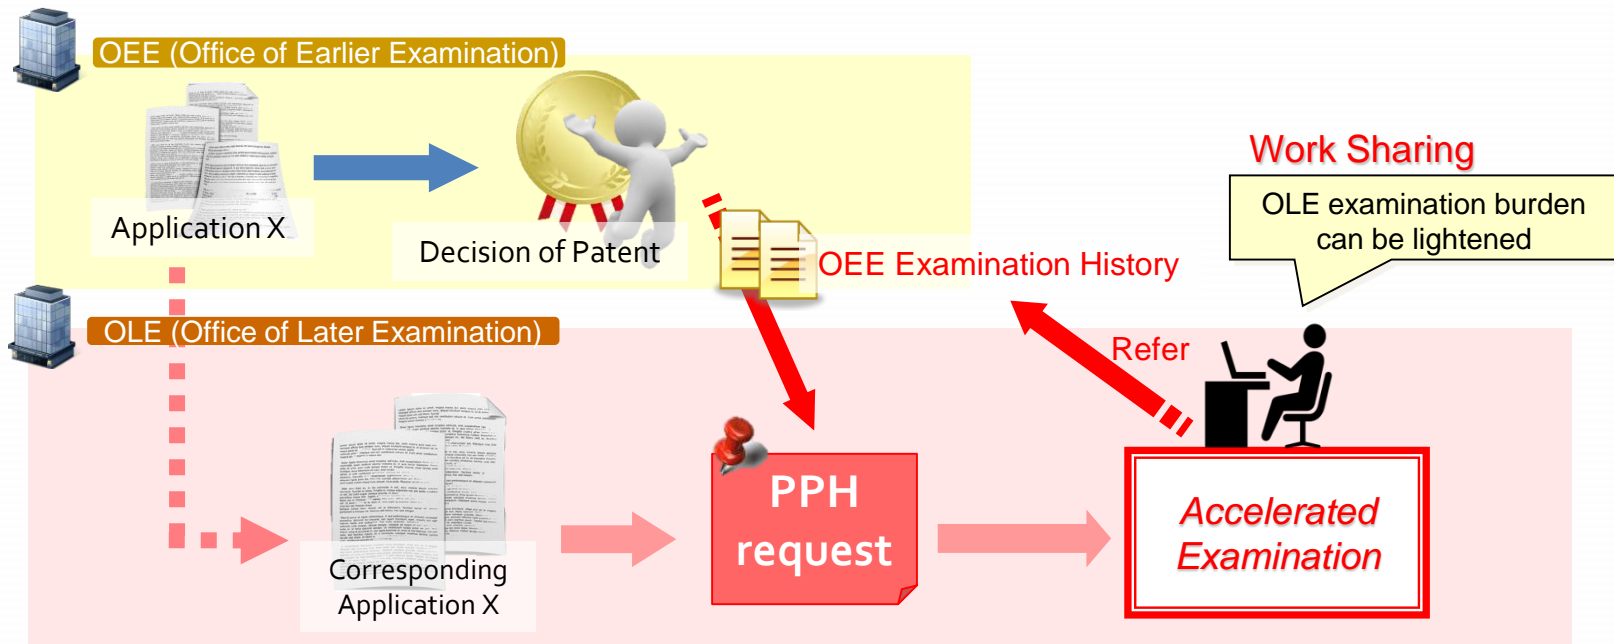 OEE (Office of Earlier Examination)
Application X
Decision of Patent
OEE Examination History
Work Sharing
OLE examination burden
can be lightened
OLE (Office of Later Examination)
Refer
Corresponding
Application X
PPH
request
Accelerated
Examination